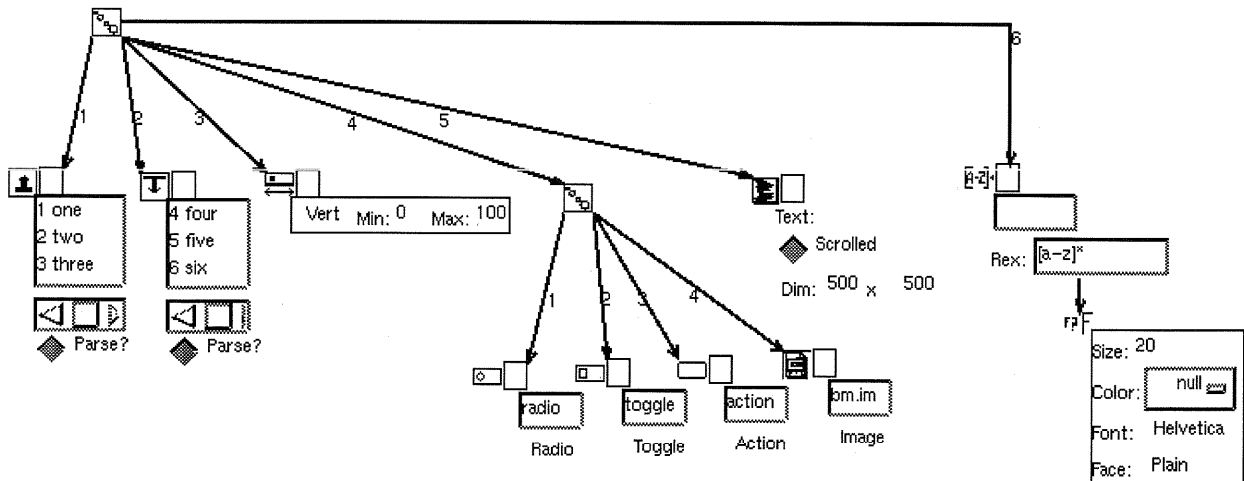 6
1
2
3
4
5
[a-z]*
1 one
2 two
3 three
4 four
5 five
6 six
Vert Min: 0 Max: 100
Text:
Scrolled
Dim: 500 x 500
Rex: [a-z]*
Parse?
Parse?
1
2
3
4
F?F
radio
toggle
action
bm.im
Radio
Toggle
Action
Image
Size: 20
Color: null
Font: Helvetica
Face: Plain